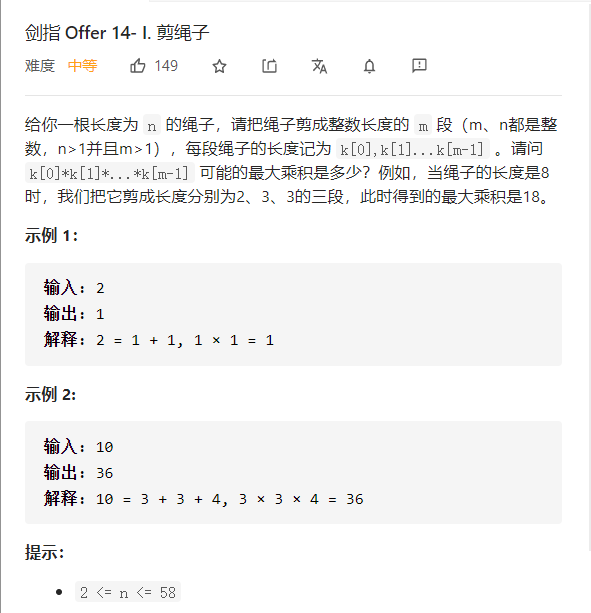 剑指 Offer 14- I. 剪绳子
难度 中等 149
给你一根长度为 n 的绳子，请把绳子剪成整数长度的 m 段（m、n都是整
数，n>1并且m>1），每段绳子的长度记为 k[0],k[1]...k[m-1] 。请问
k[0]*k[1]*...*k[m-1] 可能的最大乘积是多少？例如，当绳子的长度是8
时，我们把它剪成长度分别为2、3、3的三段，此时得到的最大乘积是18。
示例 1：
输入: 2
输出: 1
解释: 2 = 1 + 1, 1 × 1 = 1
示例 2:
输入: 10
输出: 36
解释: 10 = 3 + 3 + 4, 3 × 3 × 4 = 36
提示：
• 2 <= n <= 58